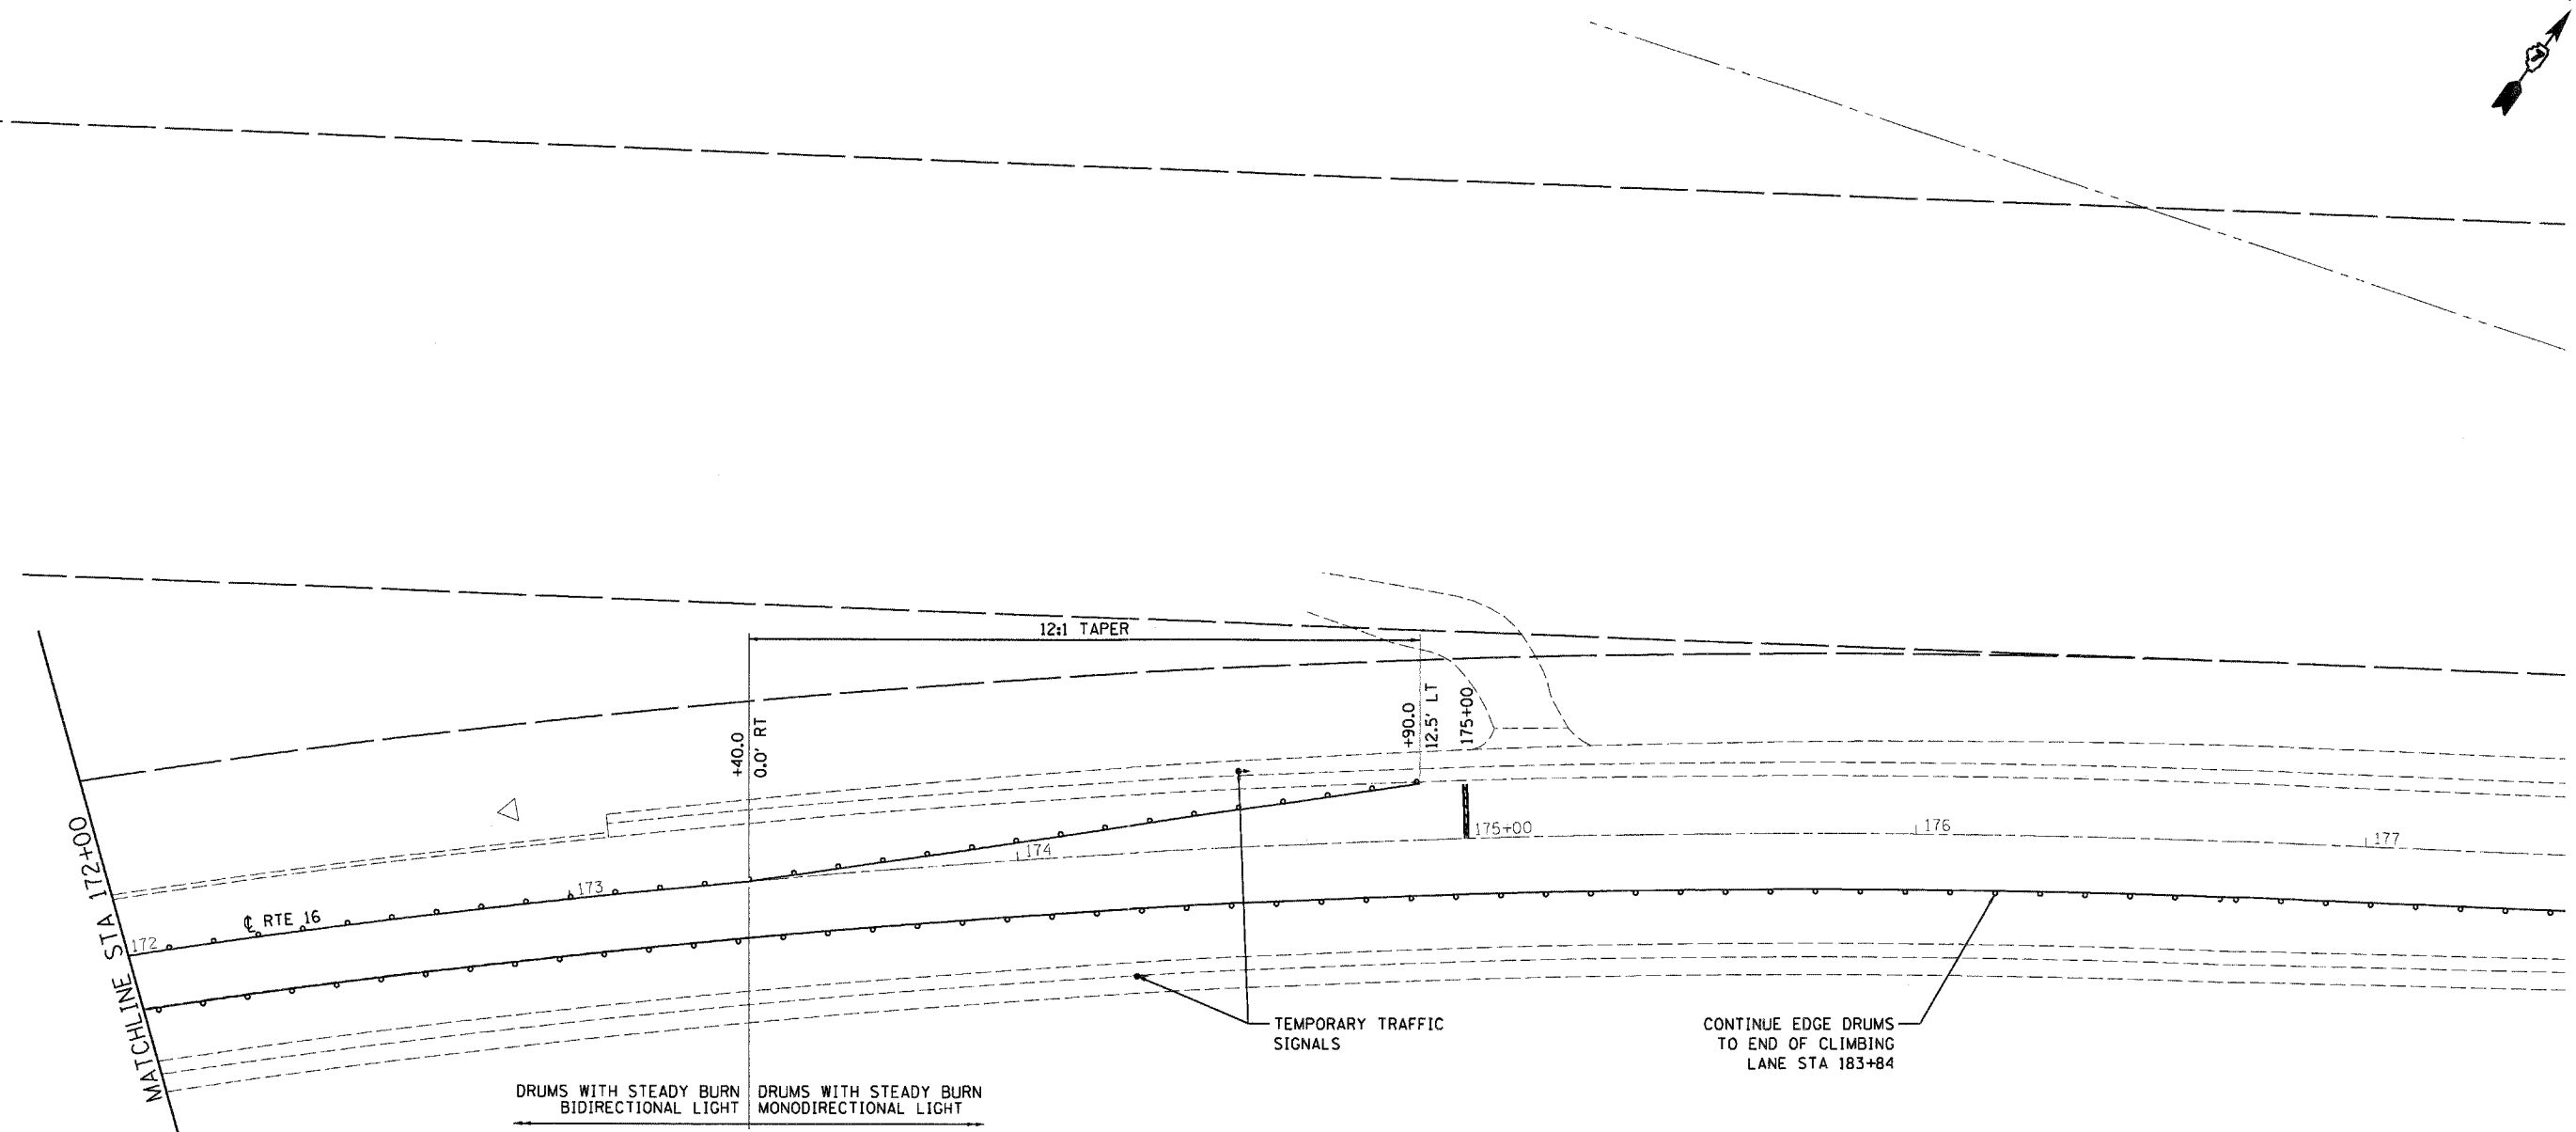 12:1 TAPER
+40.0
0.0' RT
+90.0
12.5' LT
175+00
MATCHLINE STA 172+00
172
℄ RTE 16
173
174
175+00
176
177
TEMPORARY TRAFFIC
SIGNALS
CONTINUE EDGE DRUMS
TO END OF CLIMBING
LANE STA 183+84
DRUMS WITH STEADY BURN
BIDIRECTIONAL LIGHT
DRUMS WITH STEADY BURN
MONODIRECTIONAL LIGHT